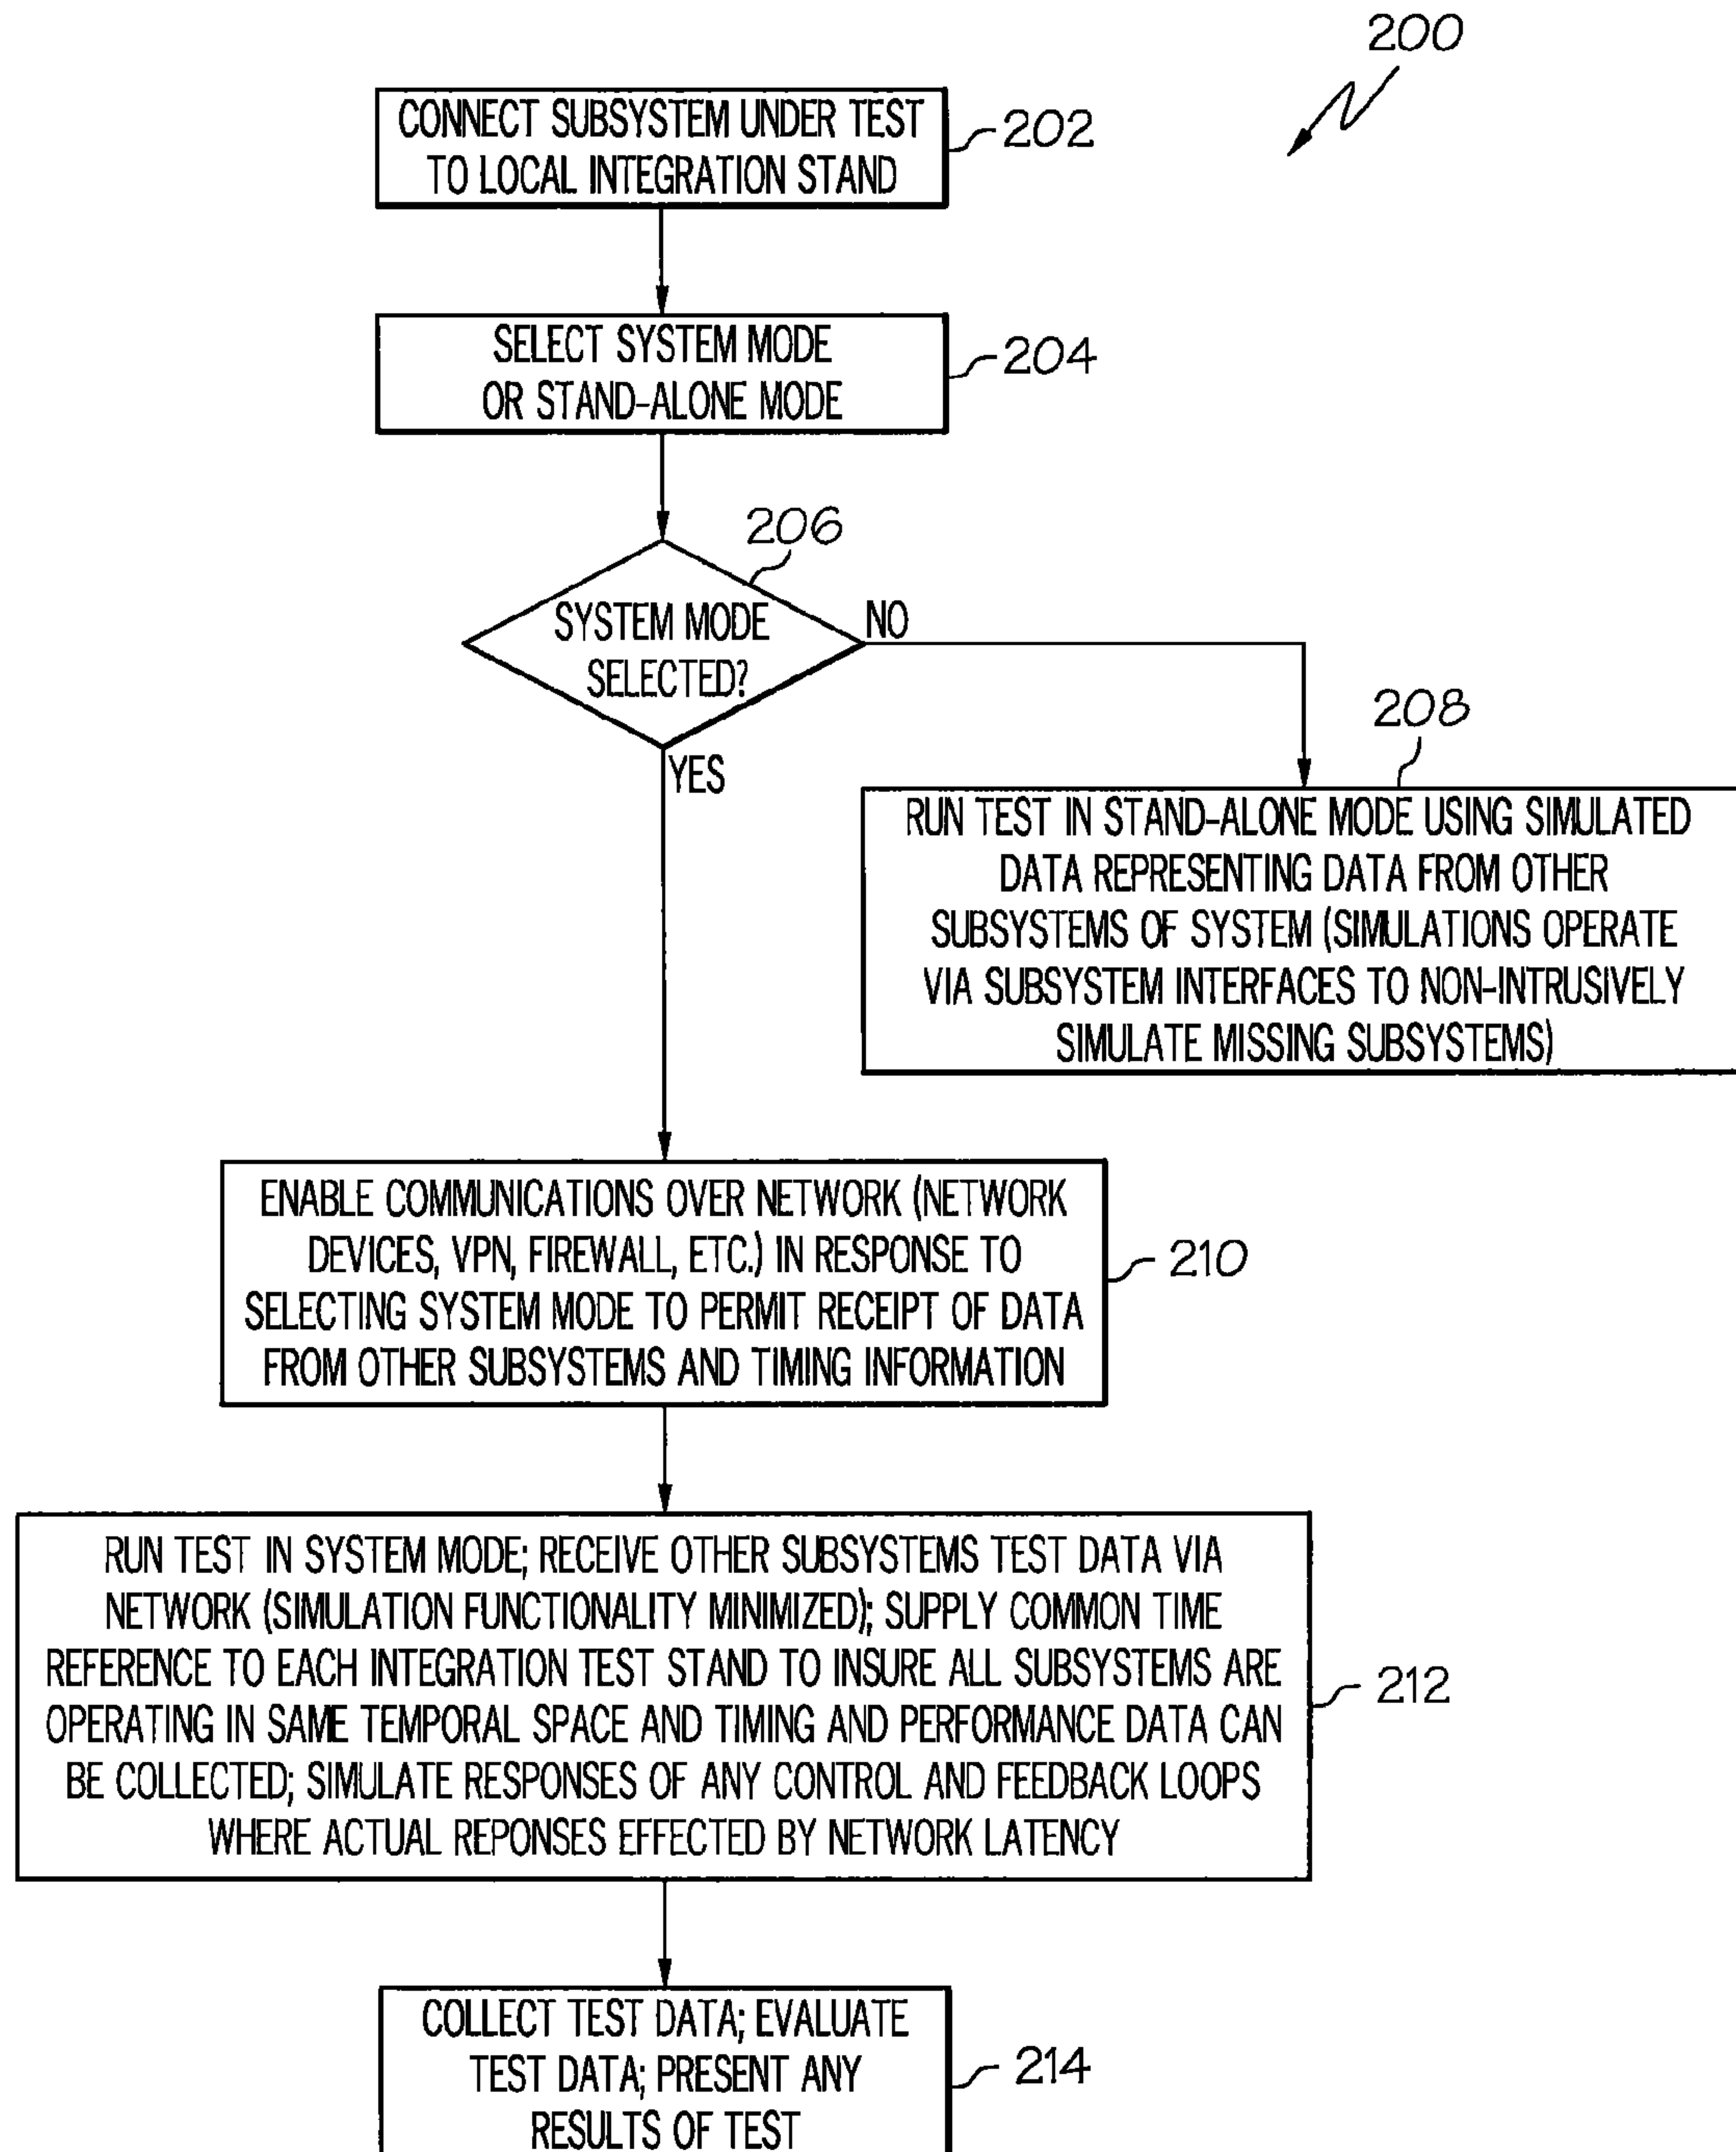 200
CONNECT SUBSYSTEM UNDER TEST
TO LOCAL INTEGRATION STAND
202
SELECT SYSTEM MODE
OR STAND-ALONE MODE
204
206
SYSTEM MODE
SELECTED?
NO
YES
208
RUN TEST IN STAND-ALONE MODE USING SIMULATED
DATA REPRESENTING DATA FROM OTHER
SUBSYSTEMS OF SYSTEM (SIMULATIONS OPERATE
VIA SUBSYSTEM INTERFACES TO NON-INTRUSIVELY
SIMULATE MISSING SUBSYSTEMS)
ENABLE COMMUNICATIONS OVER NETWORK (NETWORK
DEVICES, VPN, FIREWALL, ETC.) IN RESPONSE TO
SELECTING SYSTEM MODE TO PERMIT RECEIPT OF DATA
FROM OTHER SUBSYSTEMS AND TIMING INFORMATION
210
RUN TEST IN SYSTEM MODE; RECEIVE OTHER SUBSYSTEMS TEST DATA VIA
NETWORK (SIMULATION FUNCTIONALITY MINIMIZED); SUPPLY COMMON TIME
REFERENCE TO EACH INTEGRATION TEST STAND TO INSURE ALL SUBSYSTEMS ARE
OPERATING IN SAME TEMPORAL SPACE AND TIMING AND PERFORMANCE DATA CAN
BE COLLECTED; SIMULATE RESPONSES OF ANY CONTROL AND FEEDBACK LOOPS
WHERE ACTUAL REPONSES EFFECTED BY NETWORK LATENCY
212
COLLECT TEST DATA; EVALUATE
TEST DATA; PRESENT ANY
RESULTS OF TEST
214